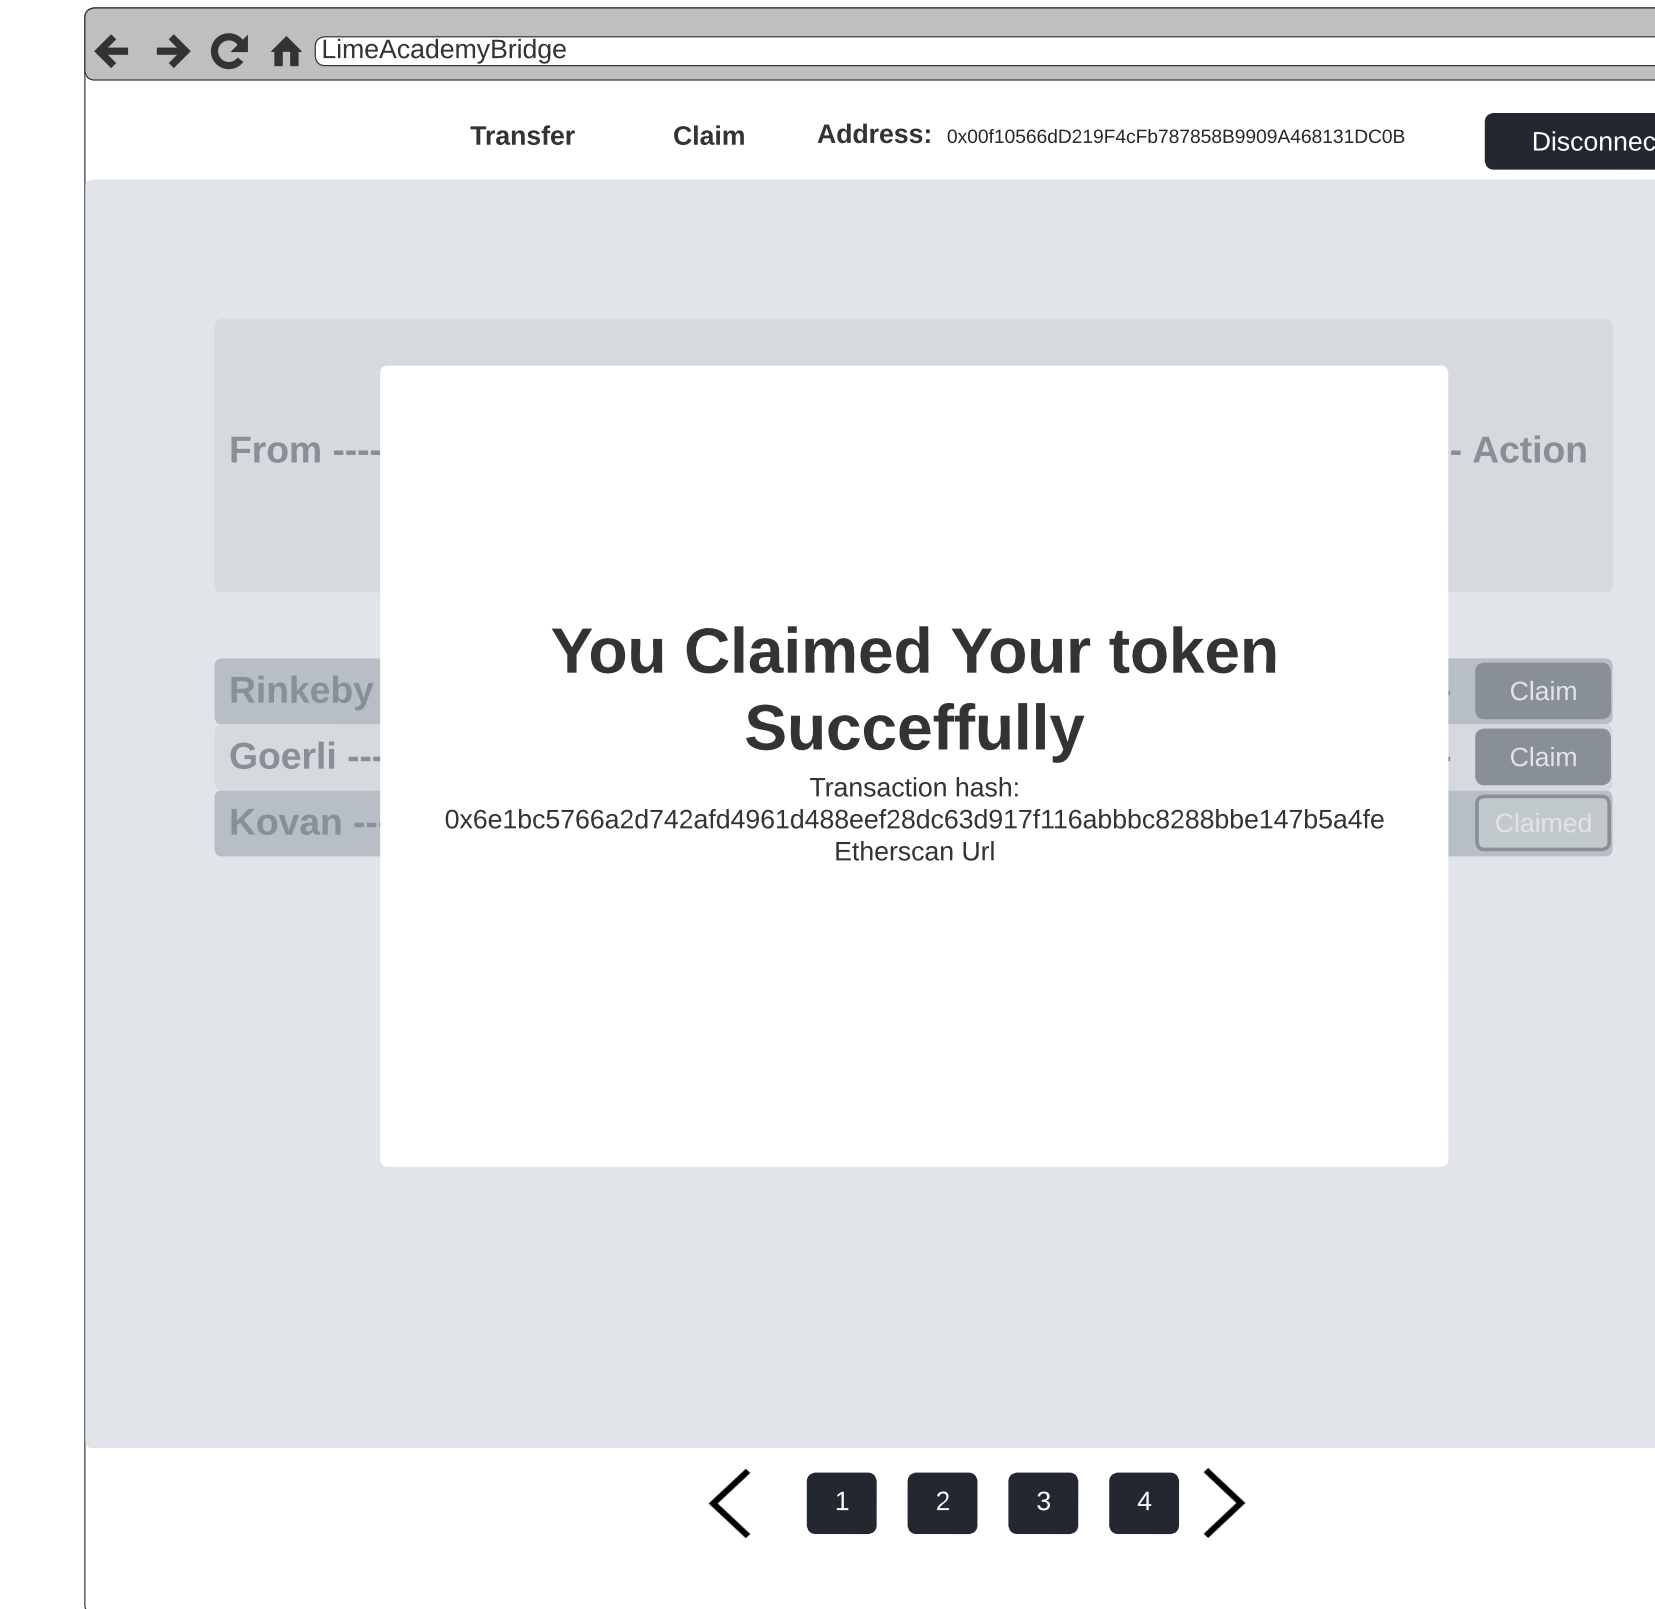 LimeAcademyBridge
Transfer Claim Address: 0x00f10566dD219F4cFb787858B9909A468131DC0B Disconnec
From ---- - Action
You Claimed Your token
Succeffully
Transaction hash:
0x6e1bc5766a2d742afd4961d488eef28dc63d917f116abbbc8288bbe147b5a4fe
Etherscan Url
Rinkeby - Claim
Goerli --- - Claim
Kovan --- Claimed
1 2 3 4